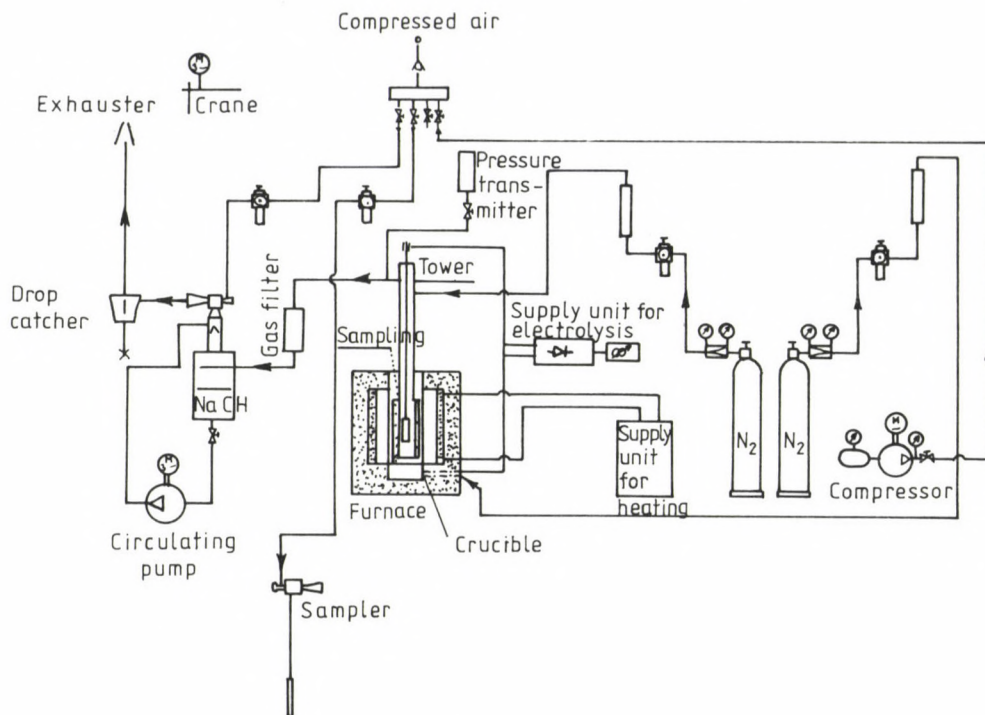 Compressed air
Exhauster
Crane
Pressure
trans-
mitter
Tower
Drop
catcher
Gas filter
Supply unit for
electrolysis
Sampling
NaCH
N2
N2
Supply
unit
for
heating
Compressor
Furnace
Crucible
Circulating
pump
Sampler